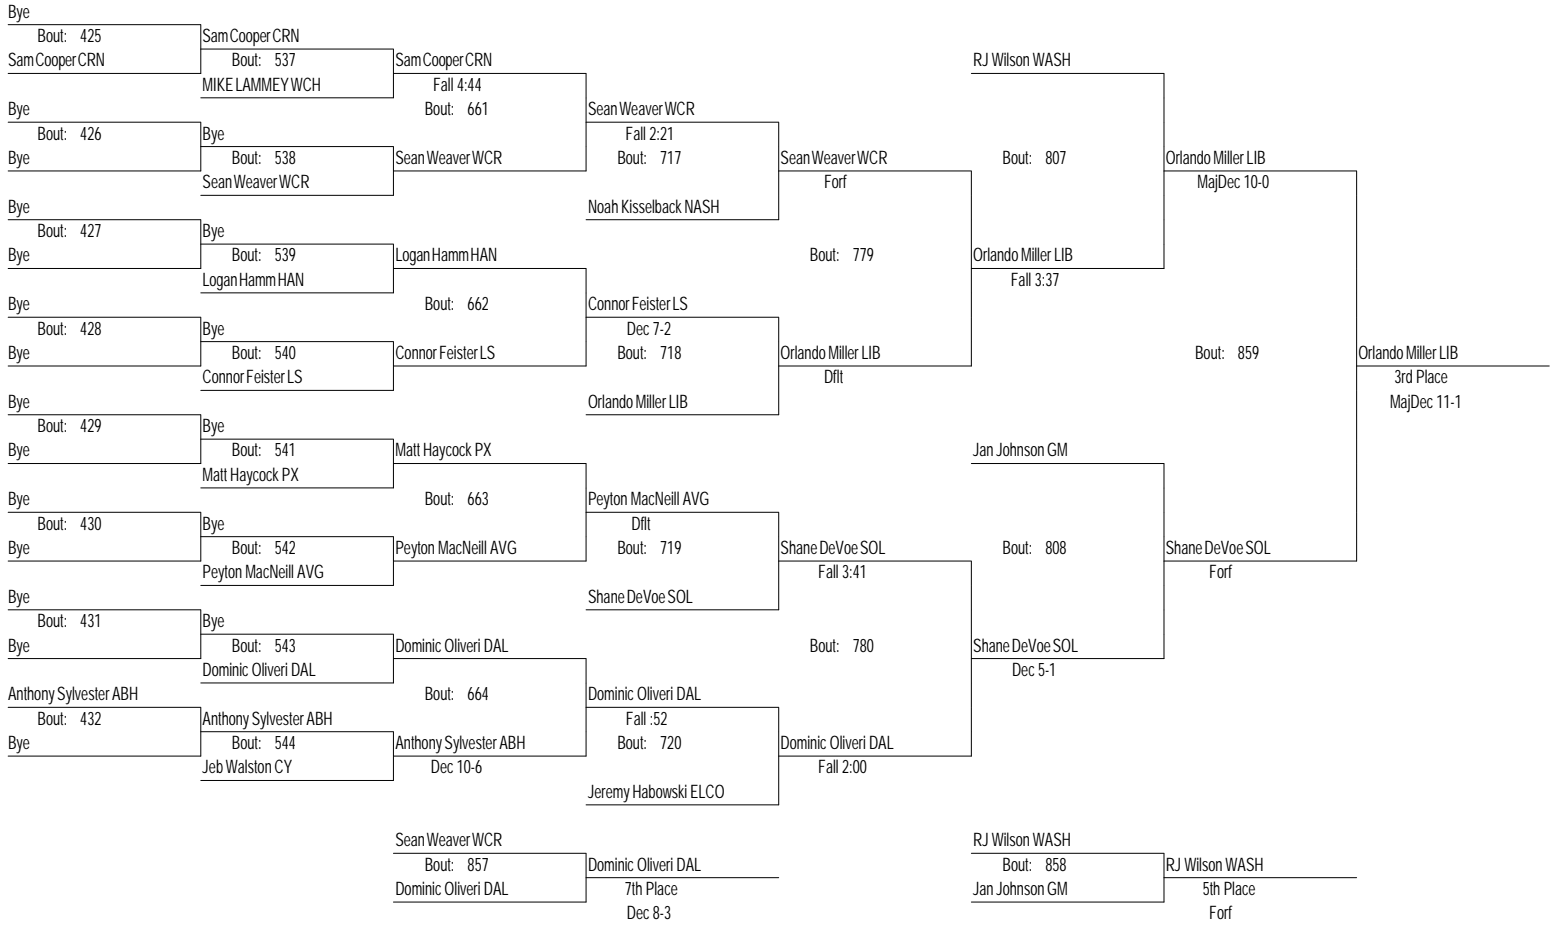 Bye
Bout: 425
Sam Cooper CRN
Bye
Bout: 426
Bye
Bye
Bout: 427
Bye
Bye
Bout: 428
Bye
Bye
Bout: 429
Bye
Bye
Bout: 430
Bye
Bye
Bout: 431
Bye
Anthony Sylvester ABH
Bout: 432
Bye
Sam Cooper CRN
Bout: 537
MIKE LAMMEY WCH
Bye
Bout: 538
Sean Weaver WCR
Bye
Bout: 539
Logan Hamm HAN
Bye
Bout: 540
Connor Feister LS
Bye
Bout: 541
Matt Haycock PX
Bye
Bout: 542
Peyton MacNeill AVG
Bye
Bout: 543
Dominic Oliveri DAL
Anthony Sylvester ABH
Bout: 544
Jeb Walston CY
Sam Cooper CRN
Fall 4:44
Bout: 661
Sean Weaver WCR
Logan Hamm HAN
Bout: 662
Connor Feister LS
Matt Haycock PX
Bout: 663
Peyton MacNeill AVG
Dominic Oliveri DAL
Bout: 664
Anthony Sylvester ABH
Dec 10-6
Sean Weaver WCR
Fall 2:21
Bout: 717
Noah Kisselback NASH
Connor Feister LS
Dec 7-2
Bout: 718
Orlando Miller LIB
Peyton MacNeill AVG
Dflt
Bout: 719
Shane DeVoe SOL
Dominic Oliveri DAL
Fall :52
Bout: 720
Jeremy Habowski ELCO
Sean Weaver WCR
Forf
Bout: 779
Orlando Miller LIB
Dflt
Shane DeVoe SOL
Fall 3:41
Bout: 780
Dominic Oliveri DAL
Fall 2:00
RJ Wilson WASH
Bout: 807
Orlando Miller LIB
Fall 3:37
Jan Johnson GM
Bout: 808
Shane DeVoe SOL
Dec 5-1
Orlando Miller LIB
MajDec 10-0
Bout: 859
Shane DeVoe SOL
Forf
Orlando Miller LIB
3rd Place
MajDec 11-1
Sean Weaver WCR
Bout: 857
Dominic Oliveri DAL
Dominic Oliveri DAL
7th Place
Dec 8-3
RJ Wilson WASH
Bout: 858
Jan Johnson GM
RJ Wilson WASH
5th Place
Forf